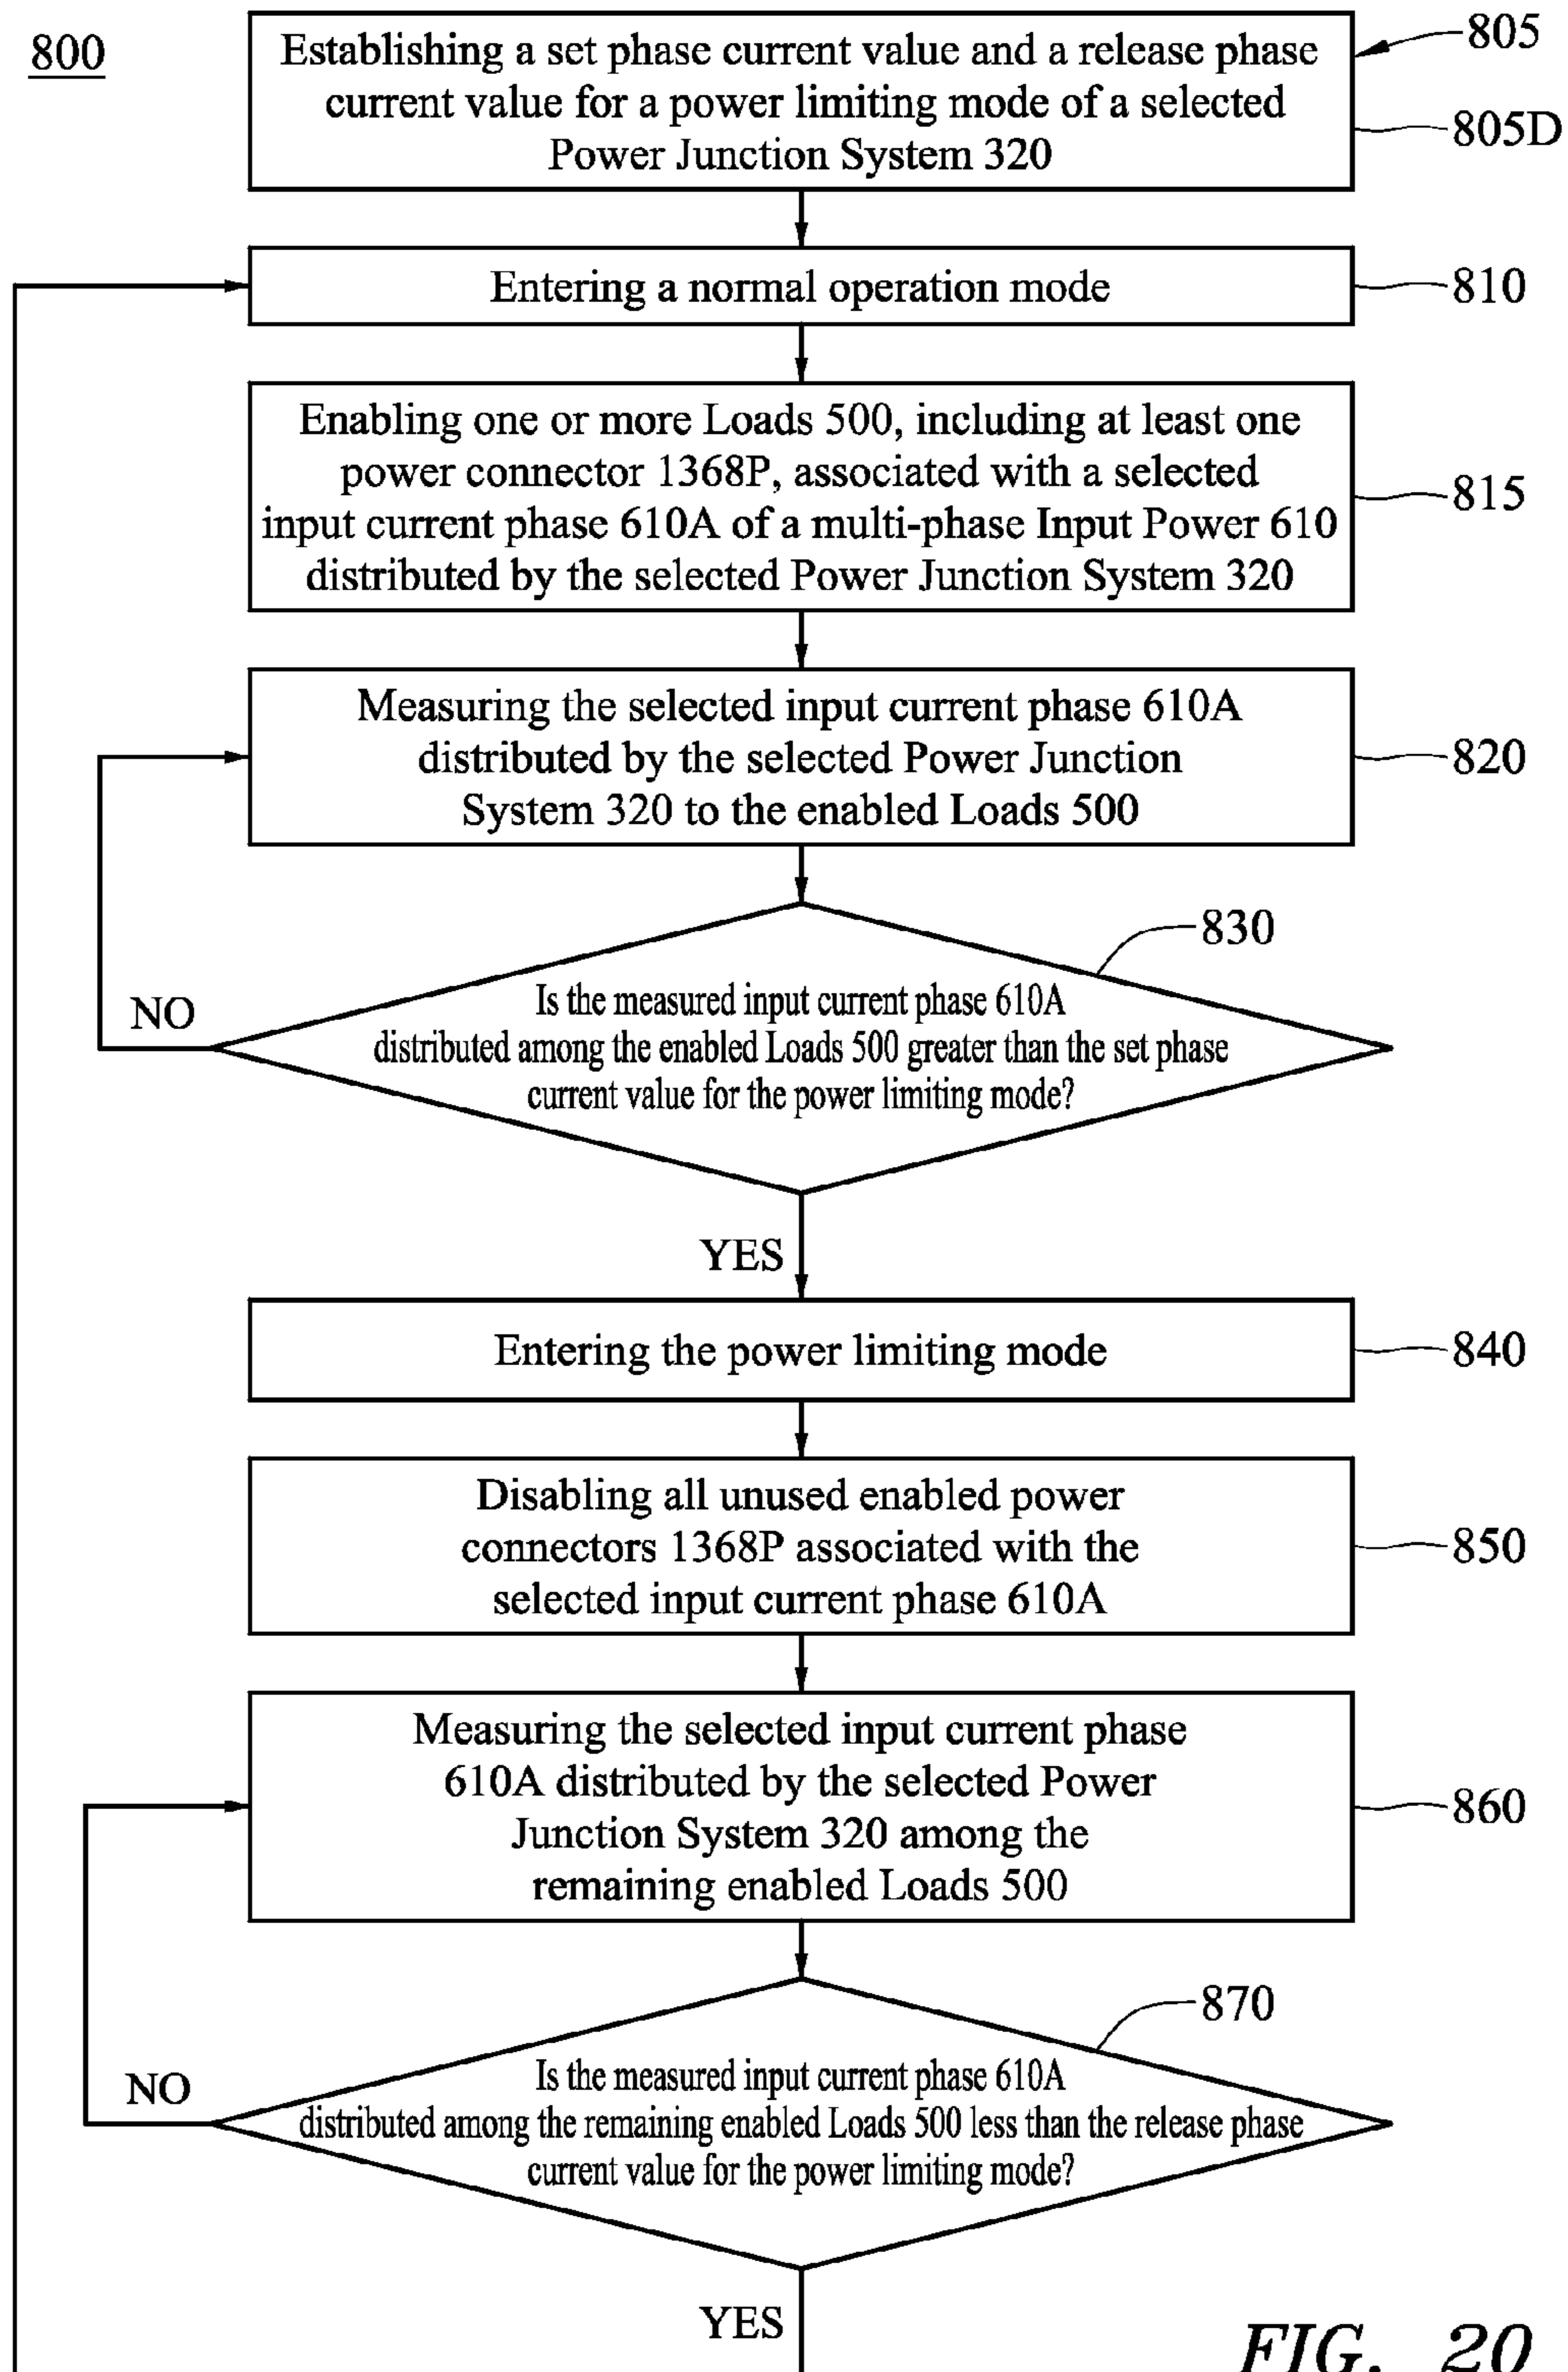 800
Establishing a set phase current value and a release phase
current value for a power limiting mode of a selected
Power Junction System 320
805
805D
Entering a normal operation mode
810
Enabling one or more Loads 500, including at least one
power connector 1368P, associated with a selected
input current phase 610A of a multi-phase Input Power 610
distributed by the selected Power Junction System 320
815
Measuring the selected input current phase 610A
distributed by the selected Power Junction
System 320 to the enabled Loads 500
820
830
Is the measured input current phase 610A
distributed among the enabled Loads 500 greater than the set phase
current value for the power limiting mode?
NO
YES
Entering the power limiting mode
840
Disabling all unused enabled power
connectors 1368P associated with the
selected input current phase 610A
850
Measuring the selected input current phase
610A distributed by the selected Power
Junction System 320 among the
remaining enabled Loads 500
860
870
Is the measured input current phase 610A
distributed among the remaining enabled Loads 500 less than the release phase
current value for the power limiting mode?
NO
YES
FIG. 20